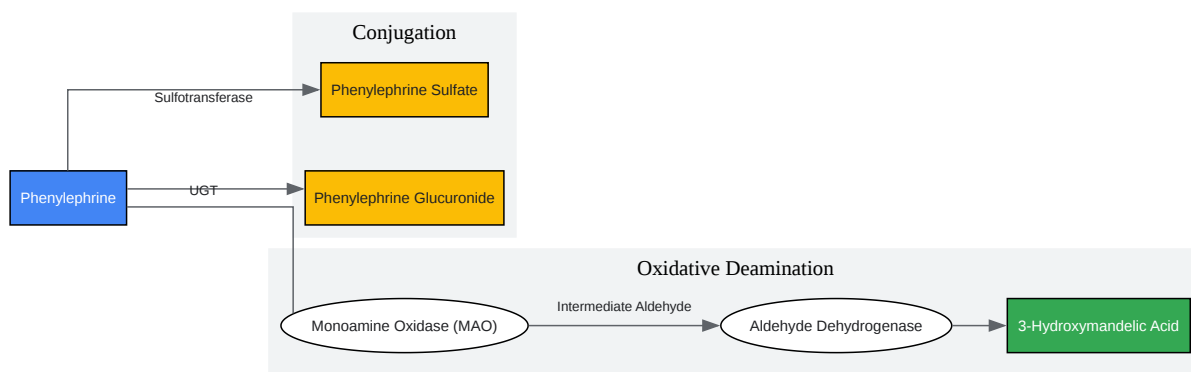 Conjugation
Phenylephrine Sulfate
Sulfotransferase
Phenylephrine
UGT
Phenylephrine Glucuronide
Oxidative Deamination
Monoamine Oxidase (MAO)
Intermediate Aldehyde
Aldehyde Dehydrogenase
3-Hydroxymandelic Acid